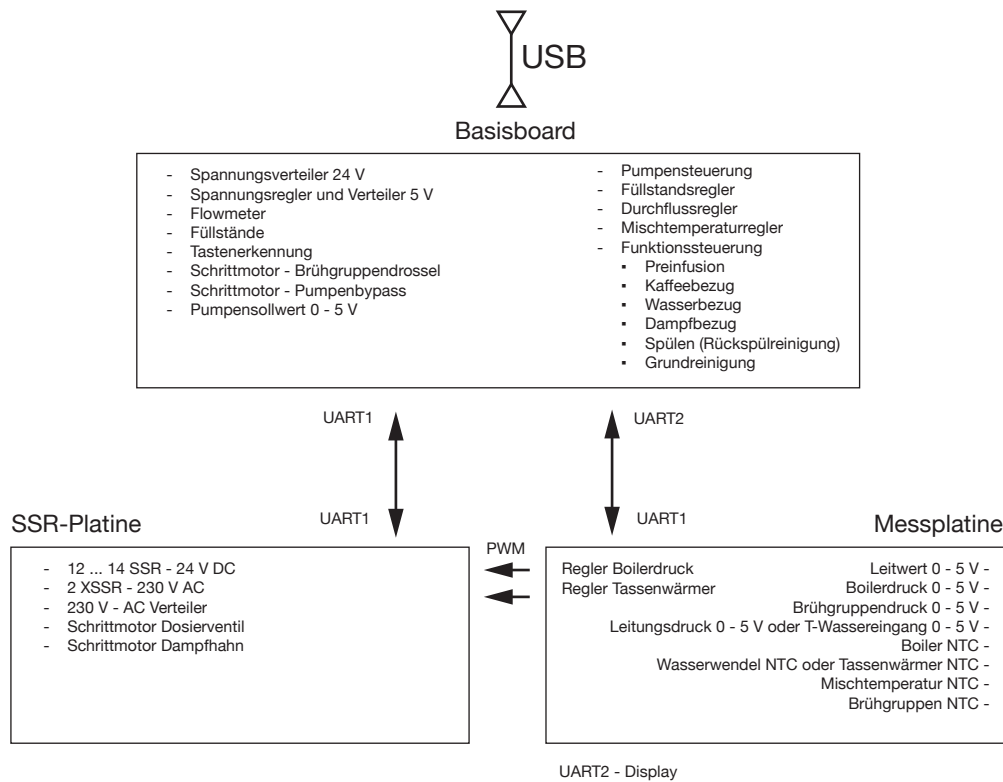 USB
Basisboard
- Spannungsverteiler 24 V
- Spannungsregler und Verteiler 5 V
- Flowmeter
- Füllstände
- Tastenerkennung
- Schrittmotor - Brühgruppendrossel
- Schrittmotor - Pumpenbypass
- Pumpensollwert 0 - 5 V
- Pumpensteuerung
- Füllstandsregler
- Durchflussregler
- Mischtemperaturregler
- Funktionssteuerung
▪ Preinfusion
▪ Kaffeebezug
▪ Wasserbezug
▪ Dampfbezug
▪ Spülen (Rückspülreinigung)
▪ Grundreinigung
UART1
UART2
UART1
UART1
SSR-Platine
- 12 ... 14 SSR - 24 V DC
- 2 XSSR - 230 V AC
- 230 V - AC Verteiler
- Schrittmotor Dosierventil
- Schrittmotor Dampfhahn
PWM
Messplatine
Regler Boilerdruck
Regler Tassenwärmer
Leitwert 0 - 5 V -
Boilerdruck 0 - 5 V -
Brühgruppendruck 0 - 5 V -
Leitungsdruck 0 - 5 V oder T-Wassereingang 0 - 5 V -
Boiler NTC -
Wasserwendel NTC oder Tassenwärmer NTC -
Mischtemperatur NTC -
Brühgruppen NTC -
UART2 - Display